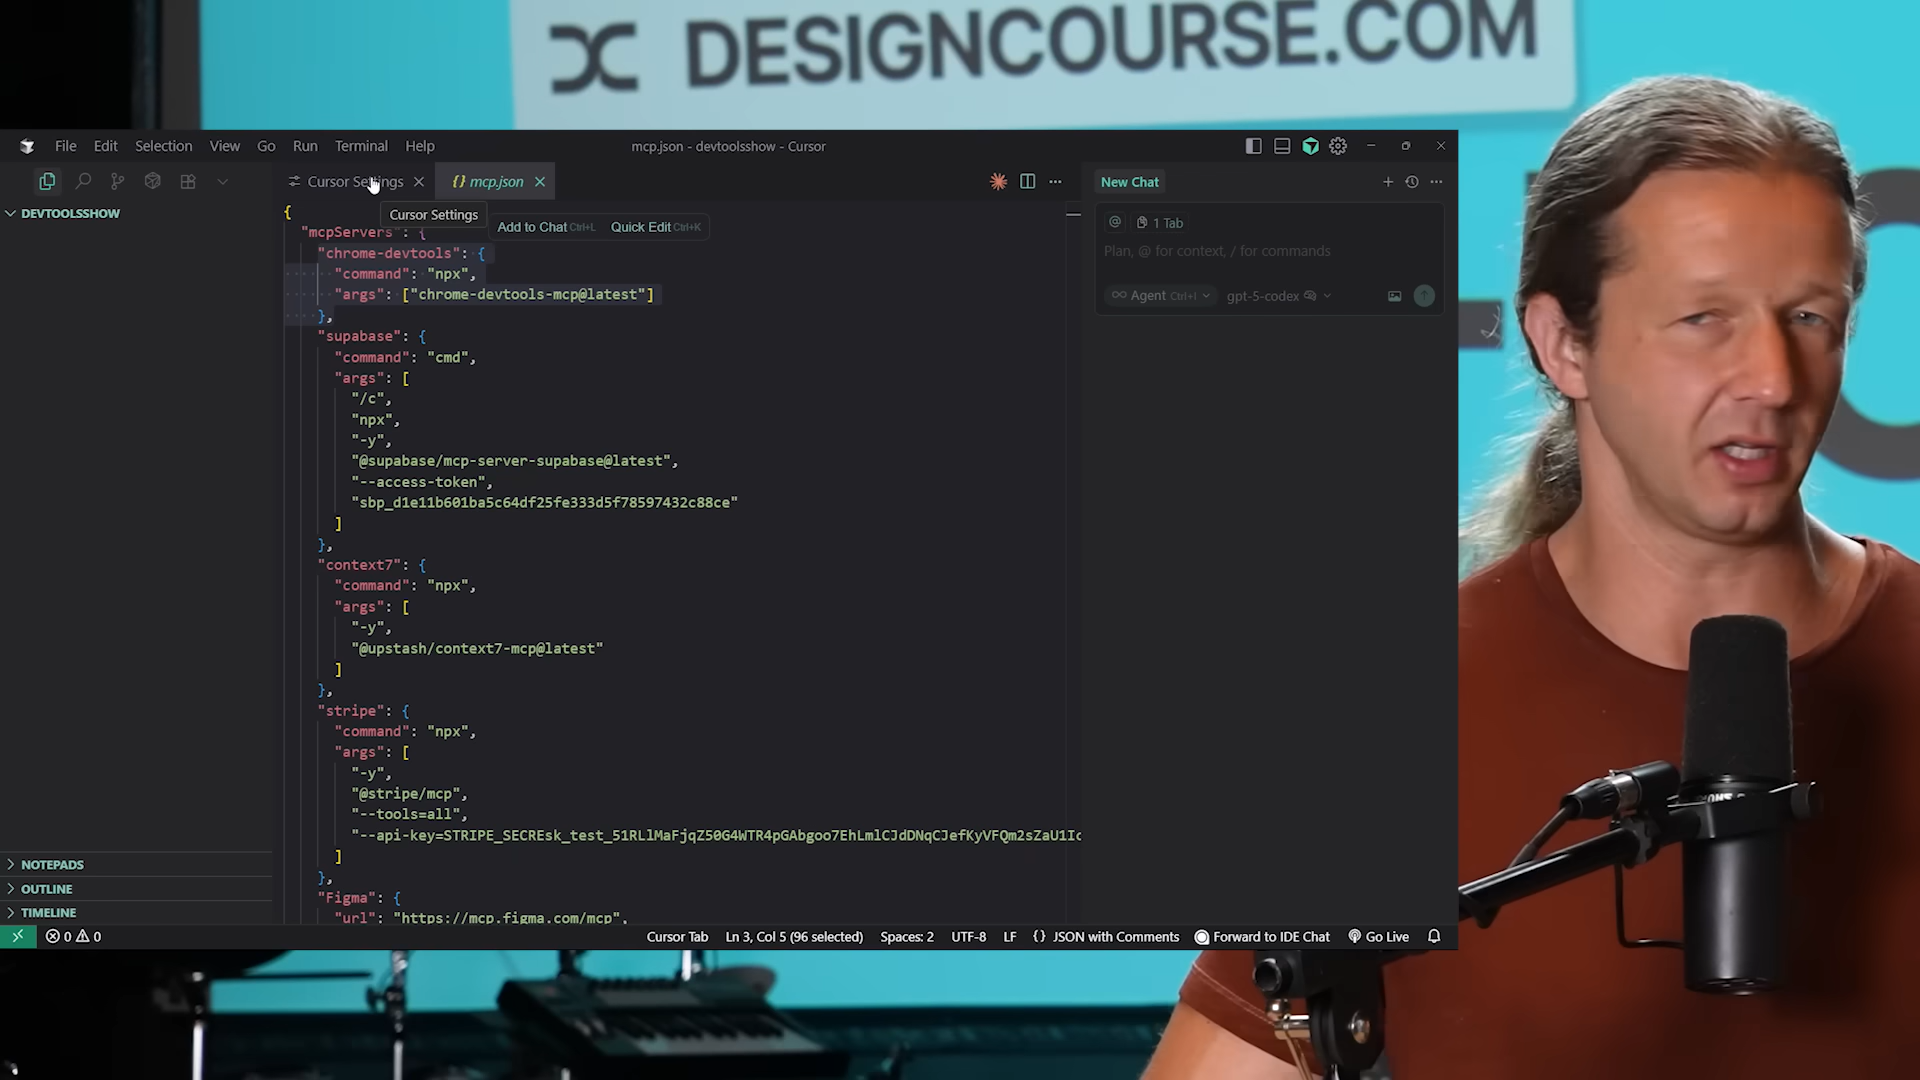 DESIGNCOURSE.COM
File Edit Selection View Go Run Terminal Help
mcp.json - devtoolsshow - Cursor
Cursor Settings
{} mcp.json
New Chat
DEVTOOLSSHOW
Cursor Settings
Add to Chat Ctrl+L Quick Edit Ctrl+K
{
"mcpServers": {
"chrome-devtools": {
"command": "npx",
"args": ["chrome-devtools-mcp@latest"]
},
"supabase": {
"command": "cmd",
"args": [
"/c",
"npx",
"-y",
"@supabase/mcp-server-supabase@latest",
"--access-token",
"sbp_d1e11b601ba5c64df25fe333d5f78597432c88ce"
]
},
"context7": {
"command": "npx",
"args": [
"-y",
"@upstash/context7-mcp@latest"
]
},
"stripe": {
"command": "npx",
"args": [
"-y",
"@stripe/mcp",
"--tools=all",
"--api-key=STRIPE_SECREsk_test_51RLlMaFjqZ50G4WTR4pGAbgoo7EhLmlCJdDNqCJefKyVFQm2sZaU1Ic
]
},
"Figma": {
"url": "https://mcp.figma.com/mcp",
@ 1 Tab
Plan, @ for context, / for commands
Agent Ctrl+I gpt-5-codex
NOTEPADS
OUTLINE
TIMELINE
0 0
Cursor Tab Ln 3, Col 5 (96 selected) Spaces: 2 UTF-8 LF {} JSON with Comments Forward to IDE Chat Go Live